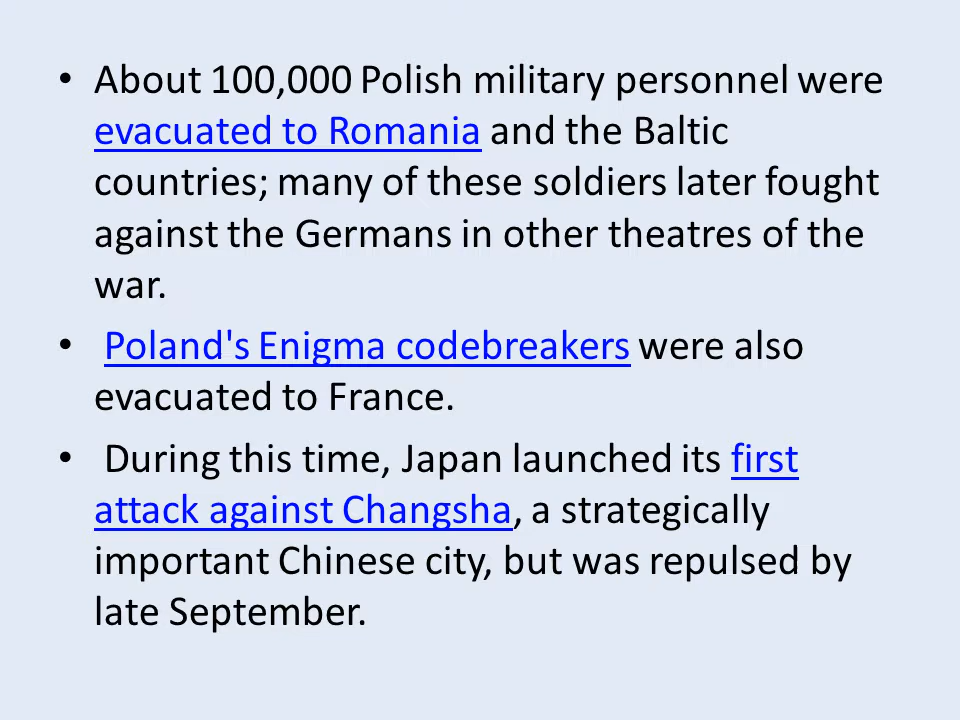 • About 100,000 Polish military personnel were
evacuated to Romania and the Baltic
countries; many of these soldiers later fought
against the Germans in other theatres of the
war.
• Poland's Enigma codebreakers were also
evacuated to France.
• During this time, Japan launched its first
attack against Changsha, a strategically
important Chinese city, but was repulsed by
late September.